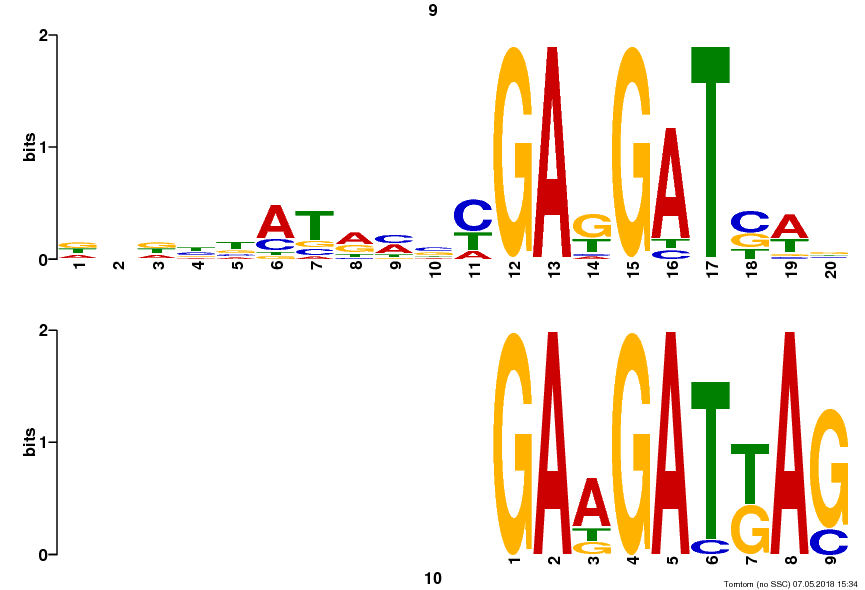 9
2
1
0
bits
1 2 3 4 5 6 7 8 9 10 11 12 13 14 15 16 17 18 19 20
G A T C G A T C G A C T G A C G A T C A T G A C G A T C G A C T A G A G T C A G A T C C G A T A T
2
1
0
bits
1 2 3 4 5 6 7 8 9
G A A T G G A T C T G A G C
10
Tomtom (no SSC) 07.05.2018 15:34